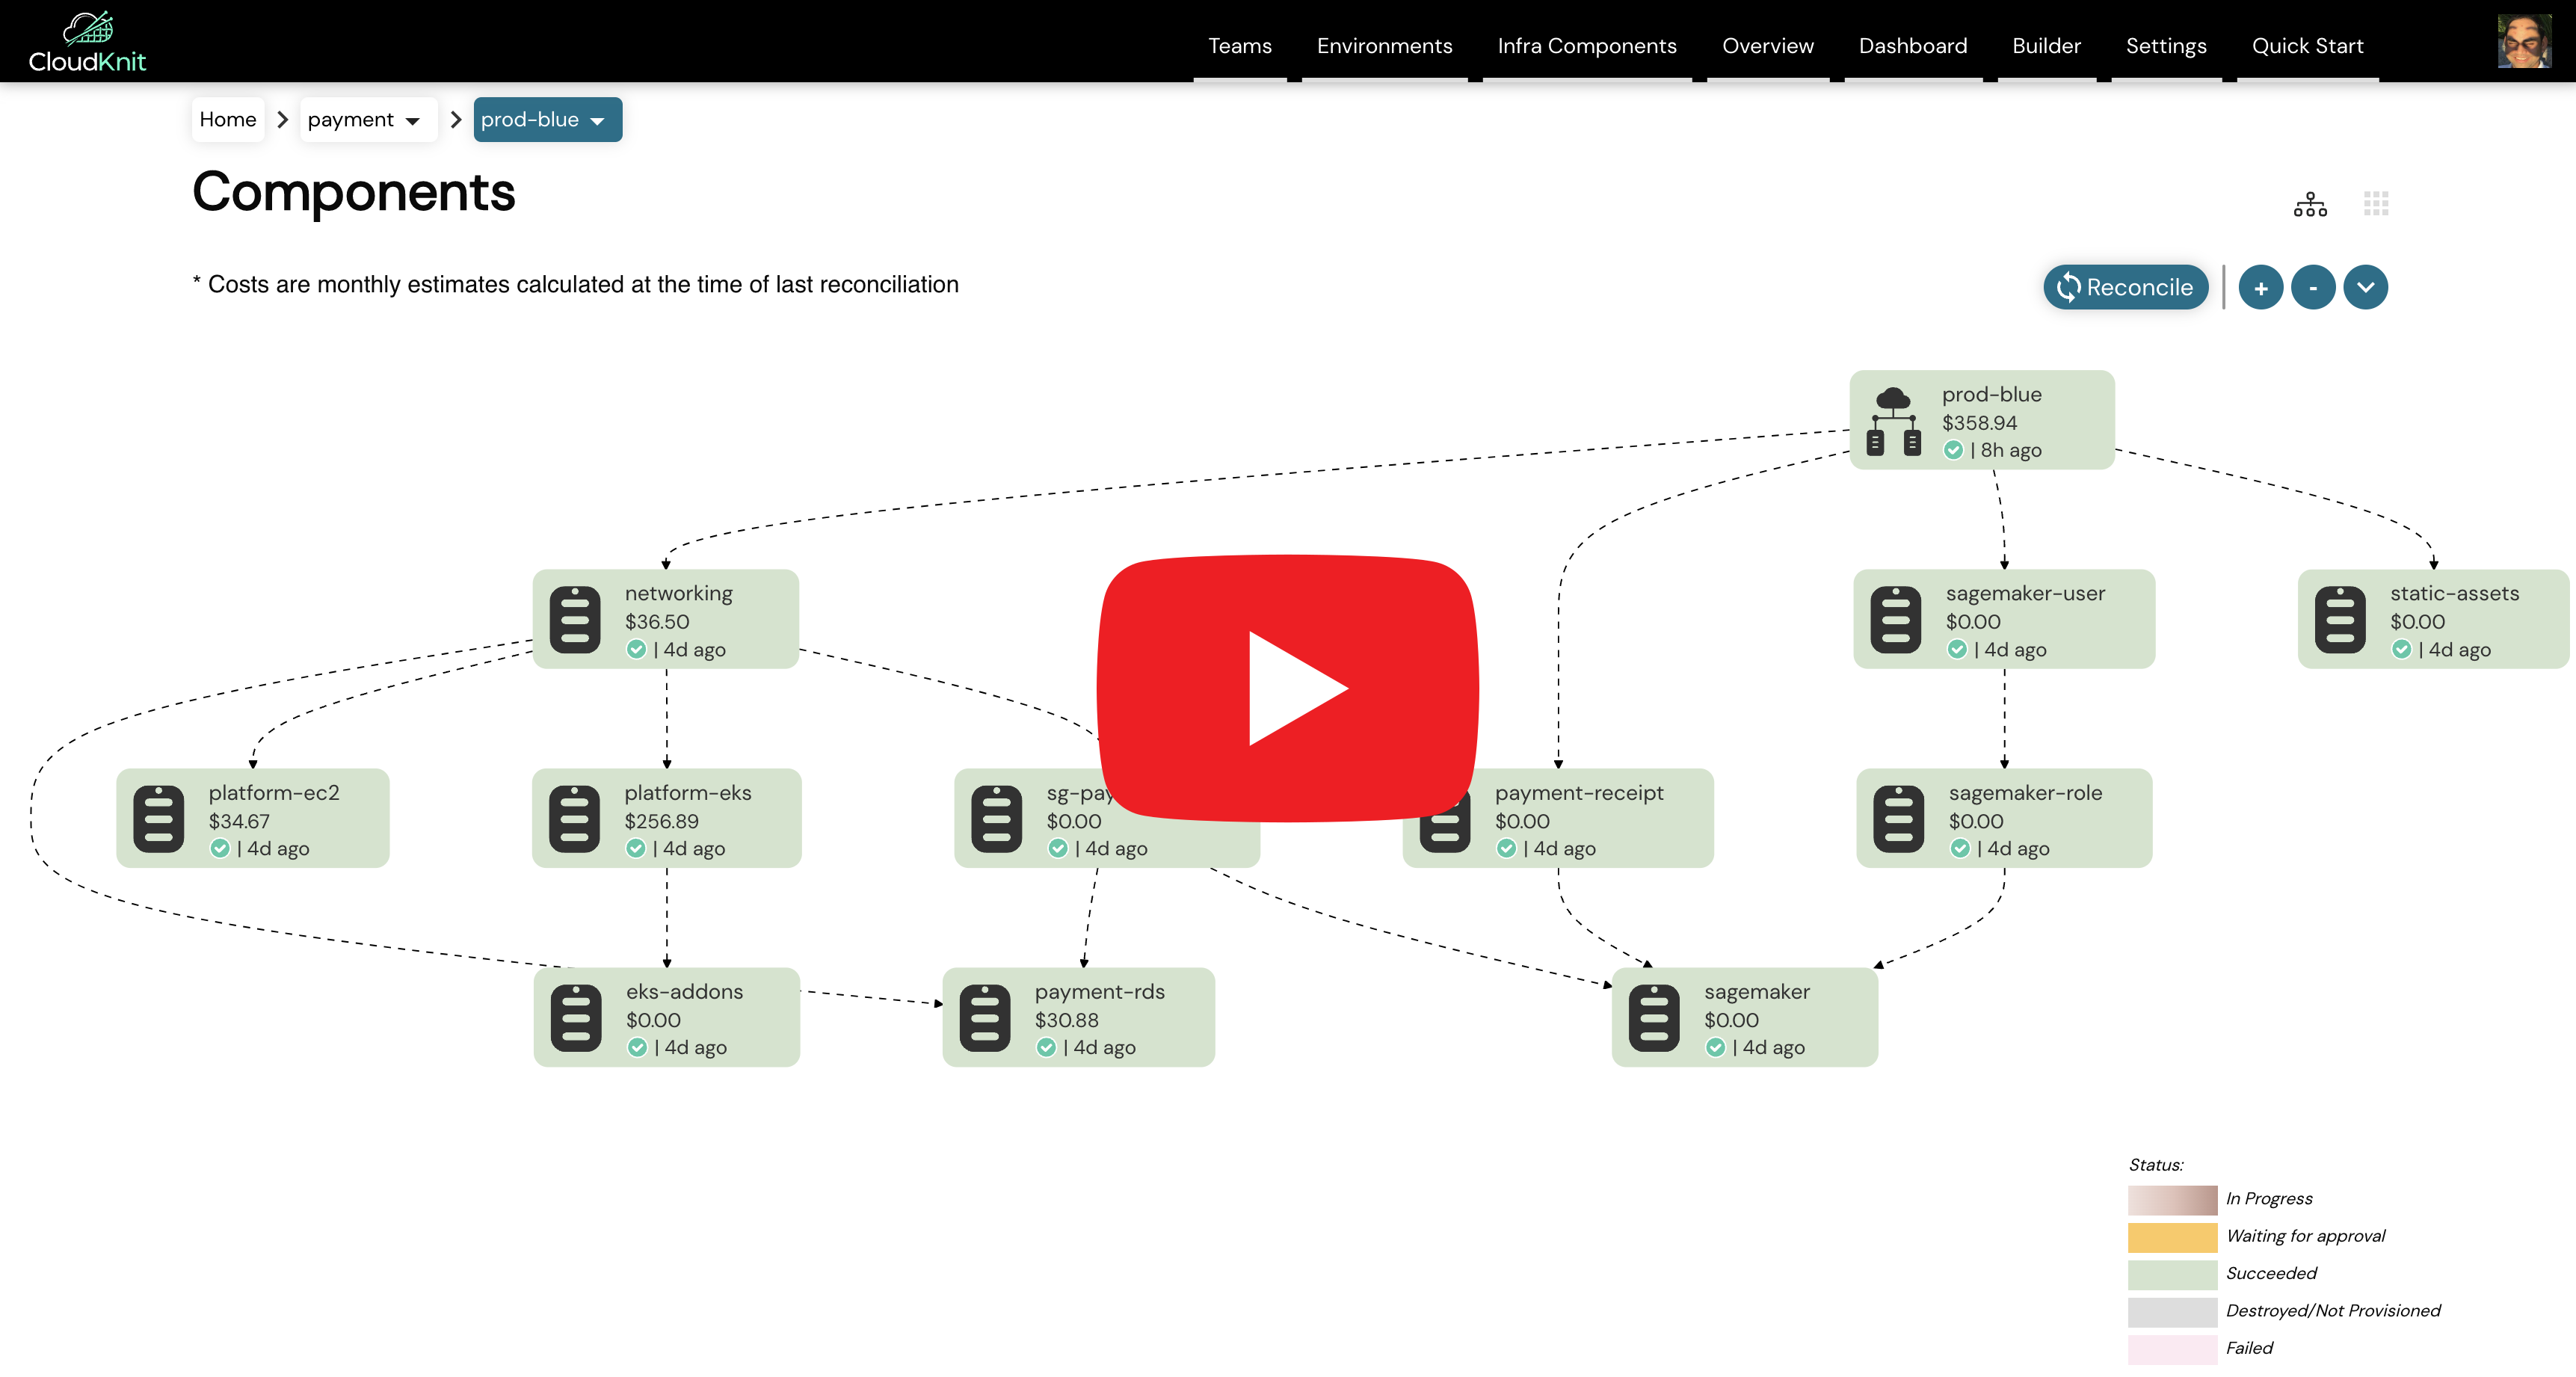 CloudKnit
Teams Environments Infra Components Overview Dashboard Builder Settings Quick Start
Home payment prod-blue
Components
* Costs are monthly estimates calculated at the time of last reconciliation
Reconcile + -
prod-blue
$358.94
| 8h ago
networking
$36.50
| 4d ago
sagemaker-user
$0.00
| 4d ago
static-assets
$0.00
| 4d ago
platform-ec2
$34.67
| 4d ago
platform-eks
$256.89
| 4d ago
$0.00
| 4d ago
payment-receipt
$0.00
| 4d ago
sagemaker-role
$0.00
| 4d ago
eks-addons
$0.00
| 4d ago
payment-rds
$30.88
| 4d ago
sagemaker
$0.00
| 4d ago
Status:
In Progress
Waiting for approval
Succeeded
Destroyed/Not Provisioned
Failed